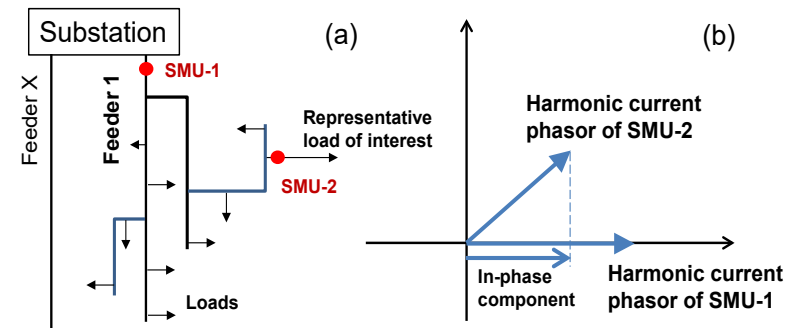 Substation
(a)
SMU-1
Feeder X
Feeder 1
Representative
load of interest
SMU-2
Loads
(b)
Harmonic current
phasor of SMU-2
In-phase
component
Harmonic current
phasor of SMU-1